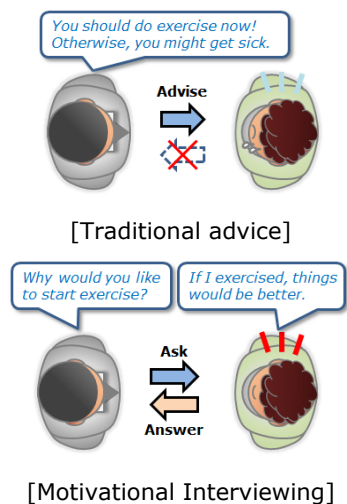 You should do exercise now!
Otherwise, you might get sick.
Advise
[Traditional advice]
Why would you like
to start exercise?
If I exercised, things
would be better.
Ask
Answer
[Motivational Interviewing]